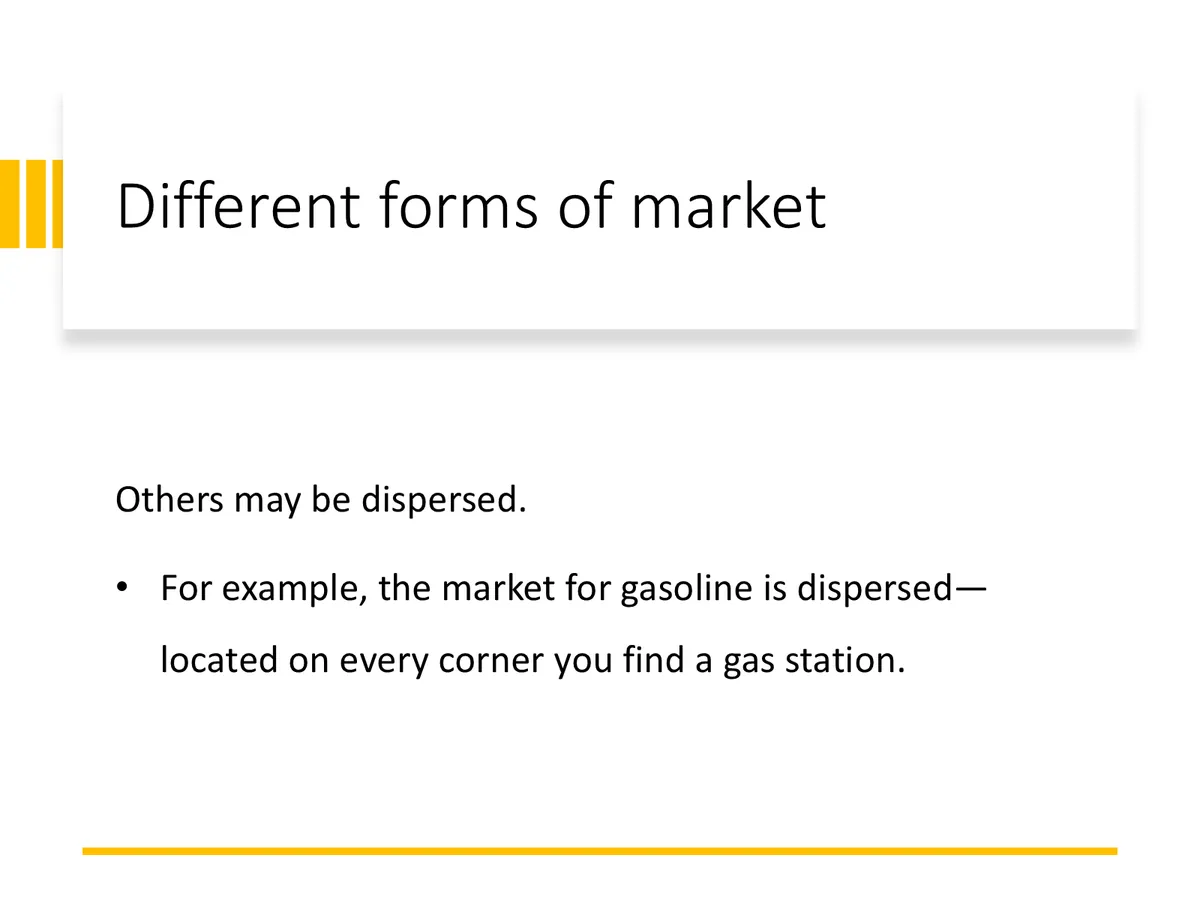 Different forms of market
Others may be dispersed.
• For example, the market for gasoline is dispersed—
located on every corner you find a gas station.